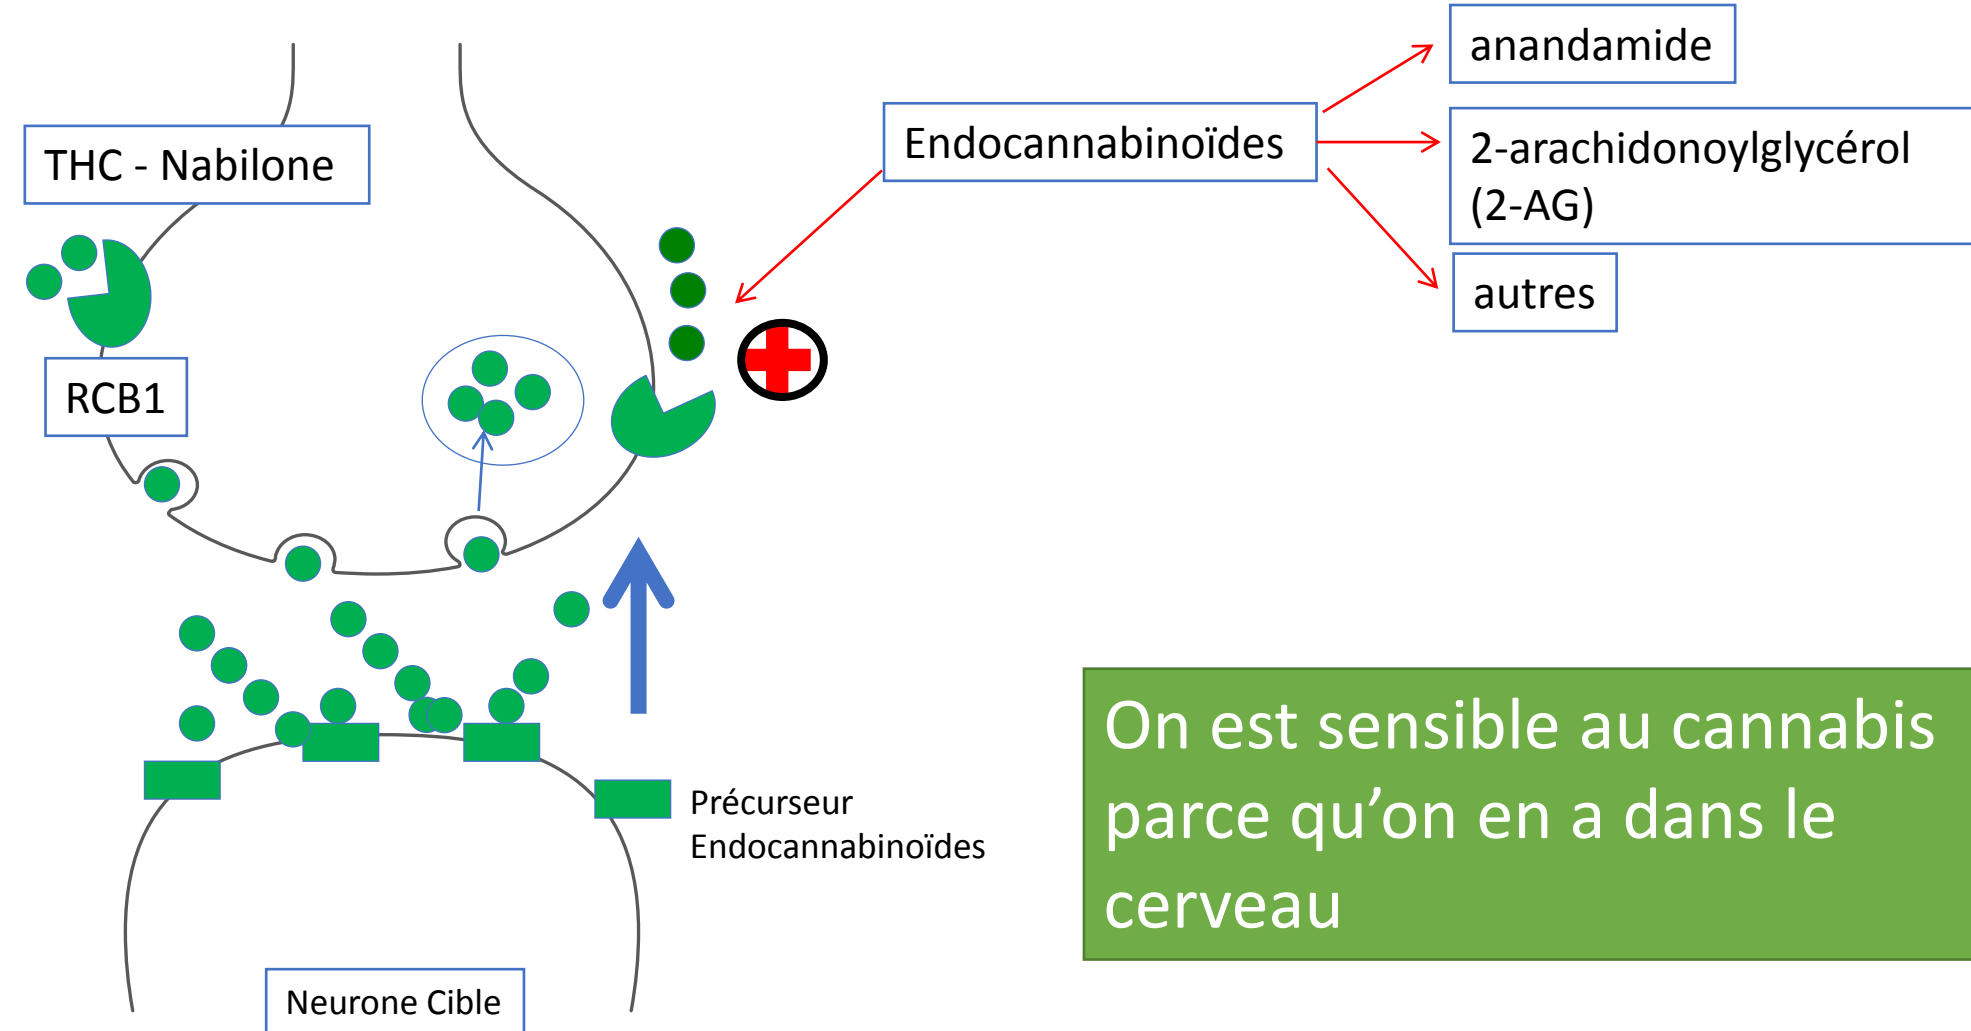 THC - Nabilone
RCB1
Endocannabinoïdes
anandamide
2-arachidonoylglycérol
(2-AG)
autres
Précurseur
Endocannabinoïdes
Neurone Cible
On est sensible au cannabis
parce qu’on en a dans le
cerveau